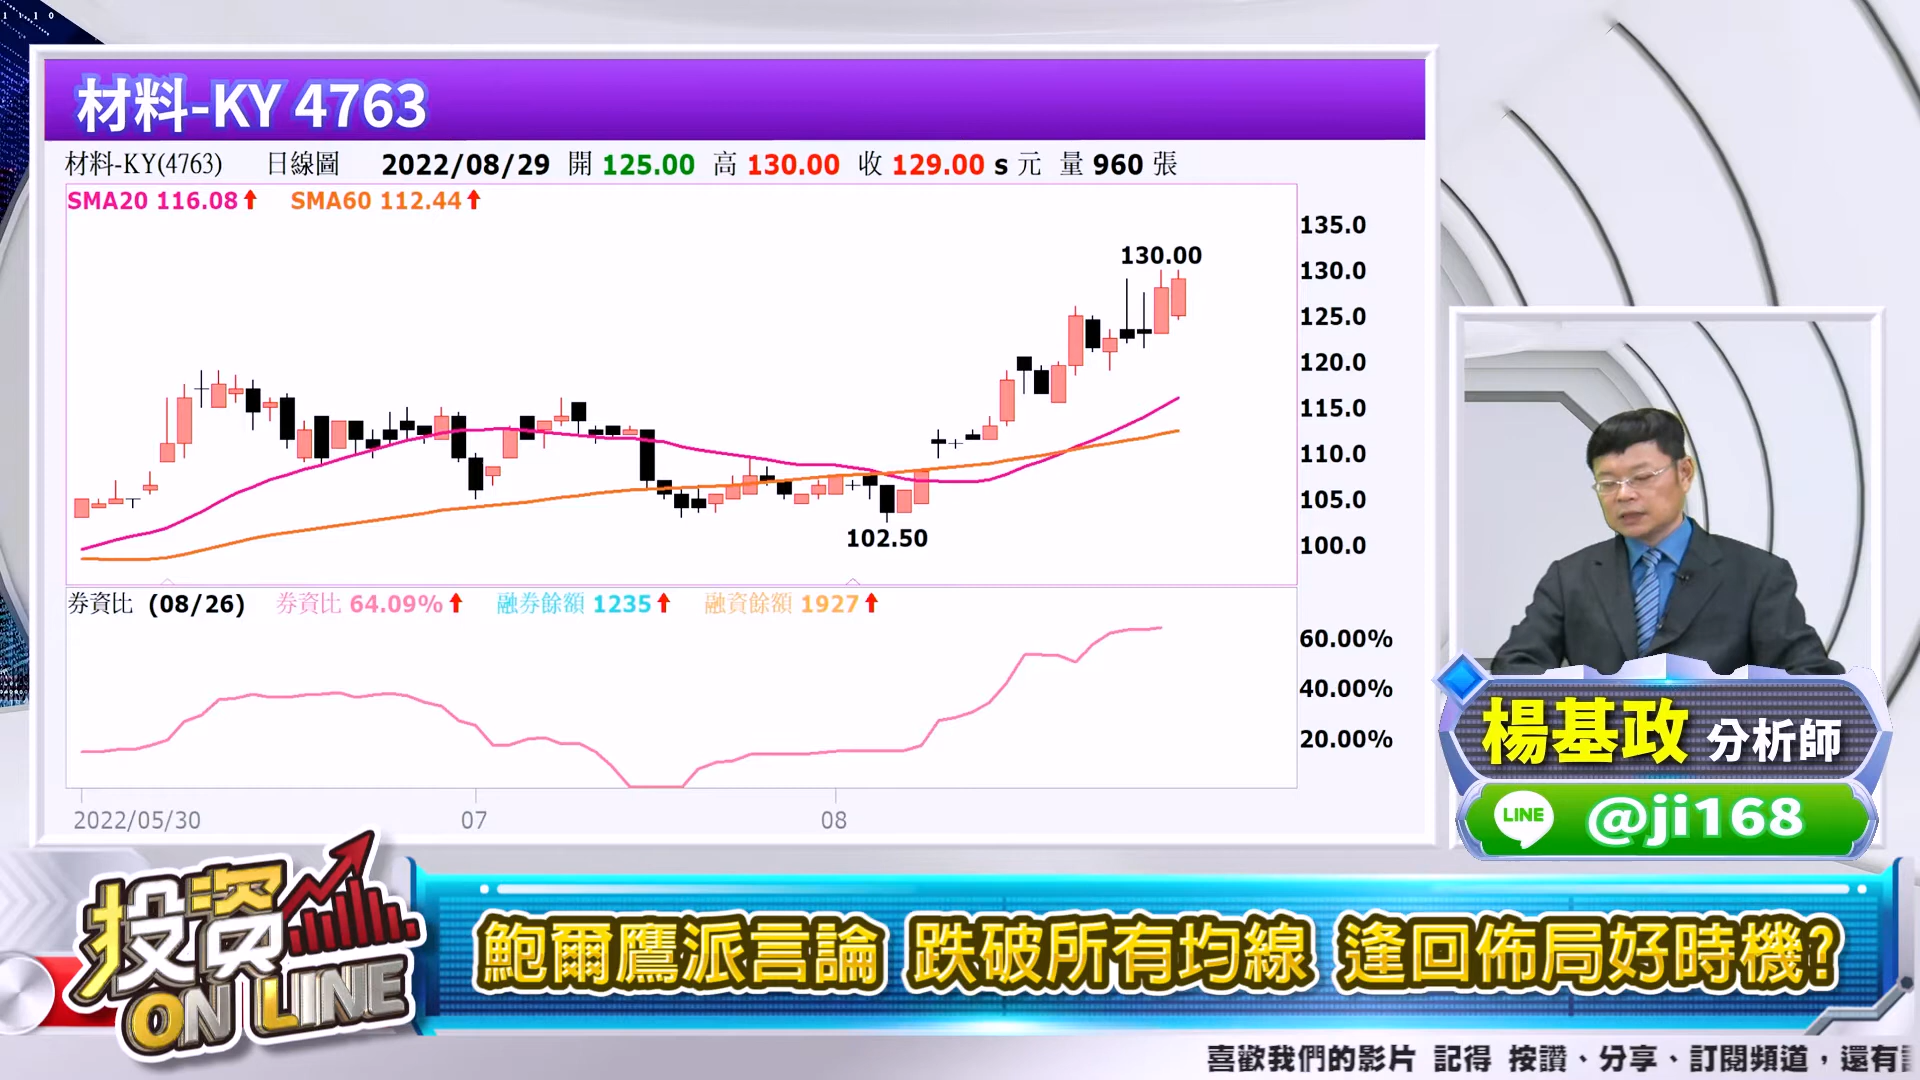 材料-KY 4763
材料-KY(4763) 日線圖 2022/08/29 開 125.00 高 130.00 收 129.00 s 元 量 960 張
SMA20 116.08 SMA60 112.44
135.0
130.00
130.0
125.0
120.0
115.0
110.0
105.0
102.50
100.0
券資比 (08/26) 券資比 64.09% 融券餘額 1235 融資餘額 1927
60.00%
40.00%
20.00%
2022/05/30 07 08
楊基政 分析師
LINE @ji168
投資 ON LINE
鮑爾鷹派言論 跌破所有均線 逢回佈局好時機?
喜歡我們的影片 記得 按讚、分享、訂閱頻道，還有